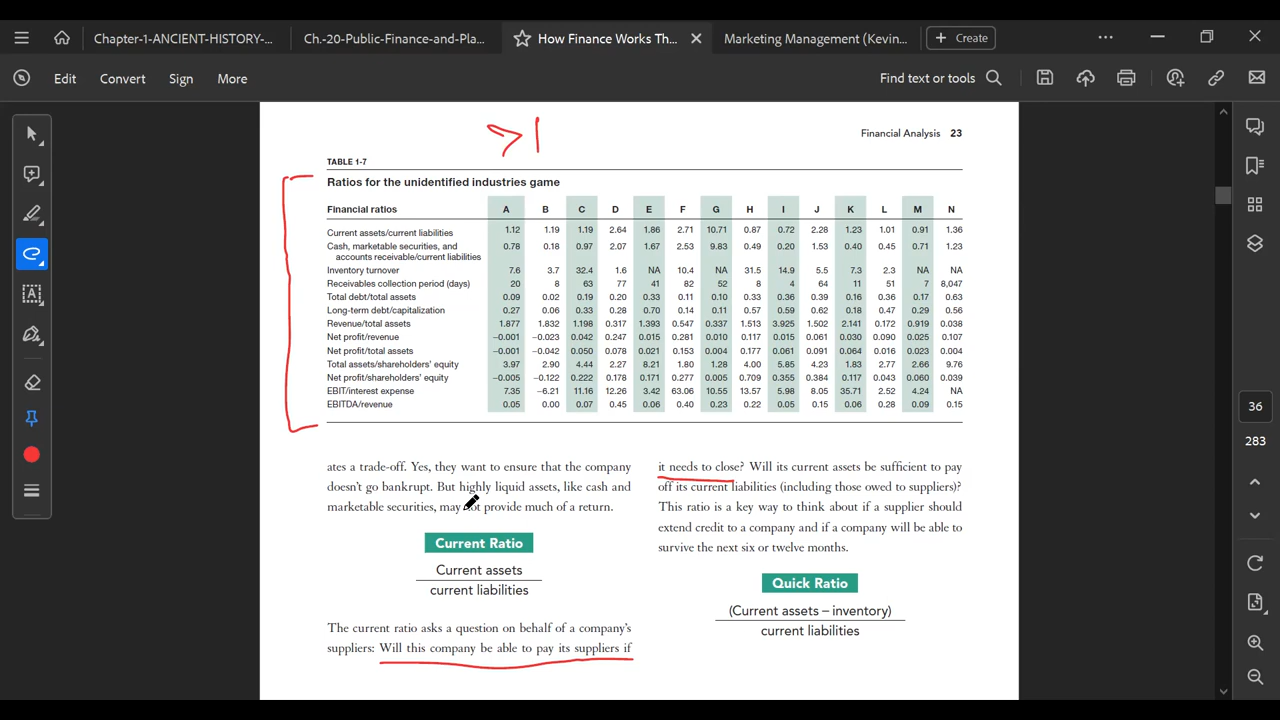 Chapter-1-ANCIENT-HISTORY-...
Ch.-20-Public-Finance-and-Pla...
How Finance Works Th...
Marketing Management (Kevin...
Create
Edit
Convert
Sign
More
Find text or tools
>1
Financial Analysis 23
TABLE 1-7
Ratios for the unidentified industries game
Financial ratios A B C D E F G H I J K L M N
Current assets/current liabilities 1.12 1.19 1.19 2.64 1.86 2.71 10.71 0.87 0.72 2.28 1.23 1.01 0.91 1.36
Cash, marketable securities, and 0.78 0.18 0.97 2.07 1.67 2.53 9.83 0.49 0.20 1.53 0.40 0.45 0.71 1.23
accounts receivable/current liabilities
Inventory turnover 7.6 3.7 32.4 1.6 NA 10.4 NA 31.5 14.9 5.5 7.3 2.3 NA NA
Receivables collection period (days) 20 8 63 77 41 82 52 8 4 64 11 51 7 8,047
Total debt/total assets 0.09 0.02 0.19 0.20 0.33 0.11 0.10 0.33 0.36 0.39 0.16 0.36 0.17 0.63
Long-term debt/capitalization 0.27 0.06 0.33 0.28 0.70 0.14 0.11 0.57 0.59 0.62 0.18 0.47 0.29 0.56
Revenue/total assets 1.877 1.832 1.198 0.317 1.393 0.547 0.337 1.513 3.925 1.502 2.141 0.172 0.919 0.038
Net profit/revenue −0.001 −0.023 0.042 0.247 0.015 0.281 0.010 0.117 0.015 0.061 0.030 0.090 0.025 0.107
Net profit/total assets −0.001 −0.042 0.050 0.078 0.021 0.153 0.004 0.177 0.061 0.091 0.064 0.016 0.023 0.004
Total assets/shareholders' equity 3.97 2.90 4.44 2.27 8.21 1.80 1.28 4.00 5.85 4.23 1.83 2.77 2.66 9.76
Net profit/shareholders' equity −0.005 −0.122 0.222 0.178 0.171 0.277 0.005 0.709 0.355 0.384 0.117 0.043 0.060 0.039
EBIT/interest expense 7.35 −6.21 11.16 12.26 3.42 63.06 10.55 13.57 5.98 8.05 35.71 2.52 4.24 NA
EBITDA/revenue 0.05 0.00 0.07 0.45 0.06 0.40 0.23 0.22 0.05 0.15 0.06 0.28 0.09 0.15
ates a trade-off. Yes, they want to ensure that the company
doesn't go bankrupt. But highly liquid assets, like cash and
marketable securities, may not provide much of a return.
Current Ratio
Current assets
current liabilities
The current ratio asks a question on behalf of a company's
suppliers: Will this company be able to pay its suppliers if
it needs to close? Will its current assets be sufficient to pay
off its current liabilities (including those owed to suppliers)?
This ratio is a key way to think about if a supplier should
extend credit to a company and if a company will be able to
survive the next six or twelve months.
Quick Ratio
(Current assets – inventory)
current liabilities
36
283